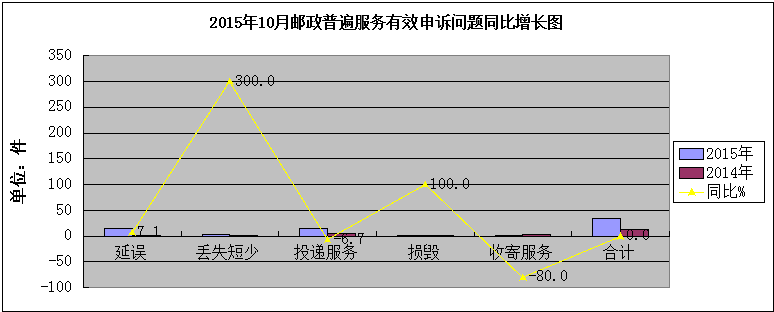 2015年10月邮政普遍服务有效申诉问题同比增长图
单位：件
350
300
250
200
150
100
50
0
-50
-100
7.1
300.0
-6.7
100.0
-80.0
0.0
延误
丢失短少
投递服务
损毁
收寄服务
合计
2015年
2014年
同比%